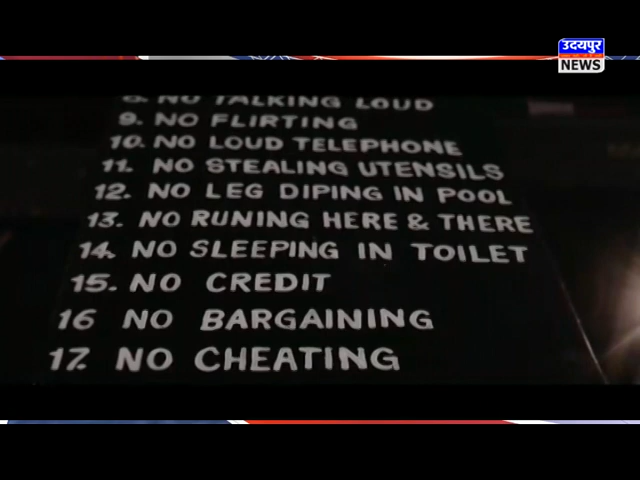 उदयपुर
NEWS
8. NO TALKING LOUD
9. NO FLIRTING
10. NO LOUD TELEPHONE
11. NO STEALING UTENSILS
12. NO LEG DIPING IN POOL
13. NO RUNING HERE & THERE
14. NO SLEEPING IN TOILET
15. NO CREDIT
16 NO BARGAINING
17. NO CHEATING